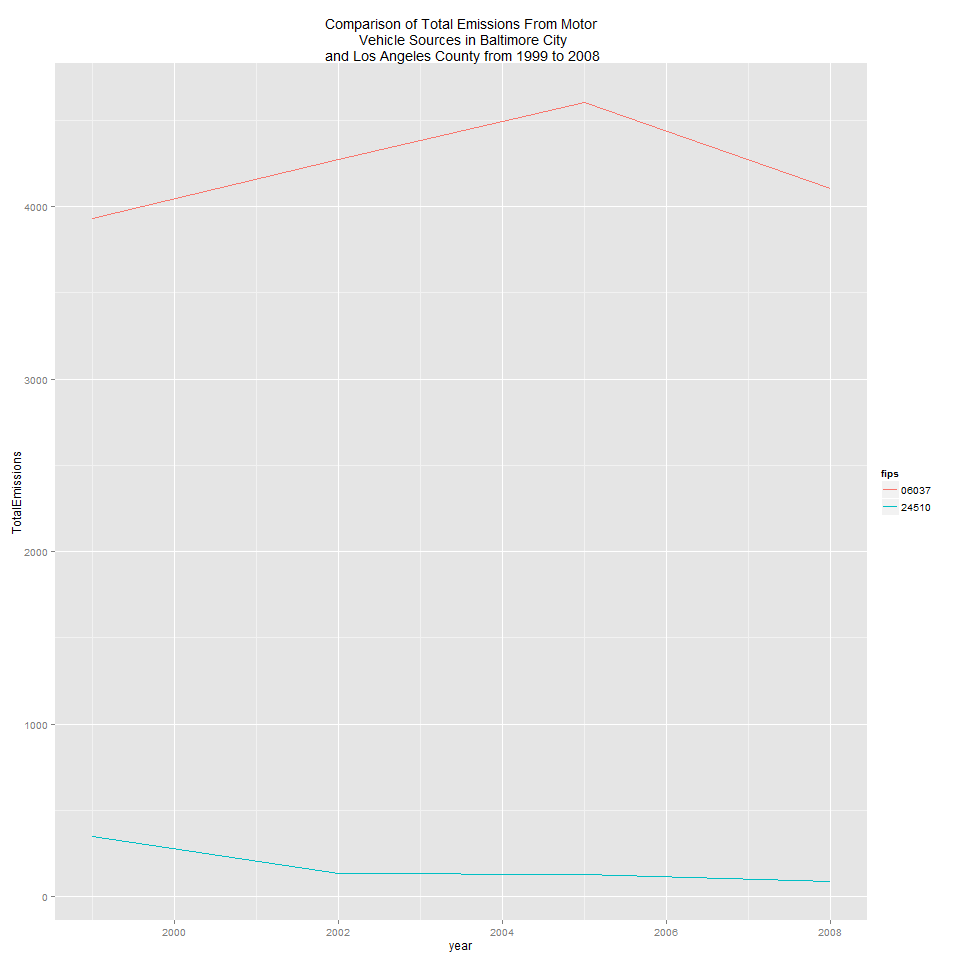 Comparison of Total Emissions From Motor
Vehicle Sources in Baltimore City
and Los Angeles County from 1999 to 2008
4000
3000
2000
1000
0
TotalEmissions
2000 2002 2004 2006 2008
year
fips
06037
24510